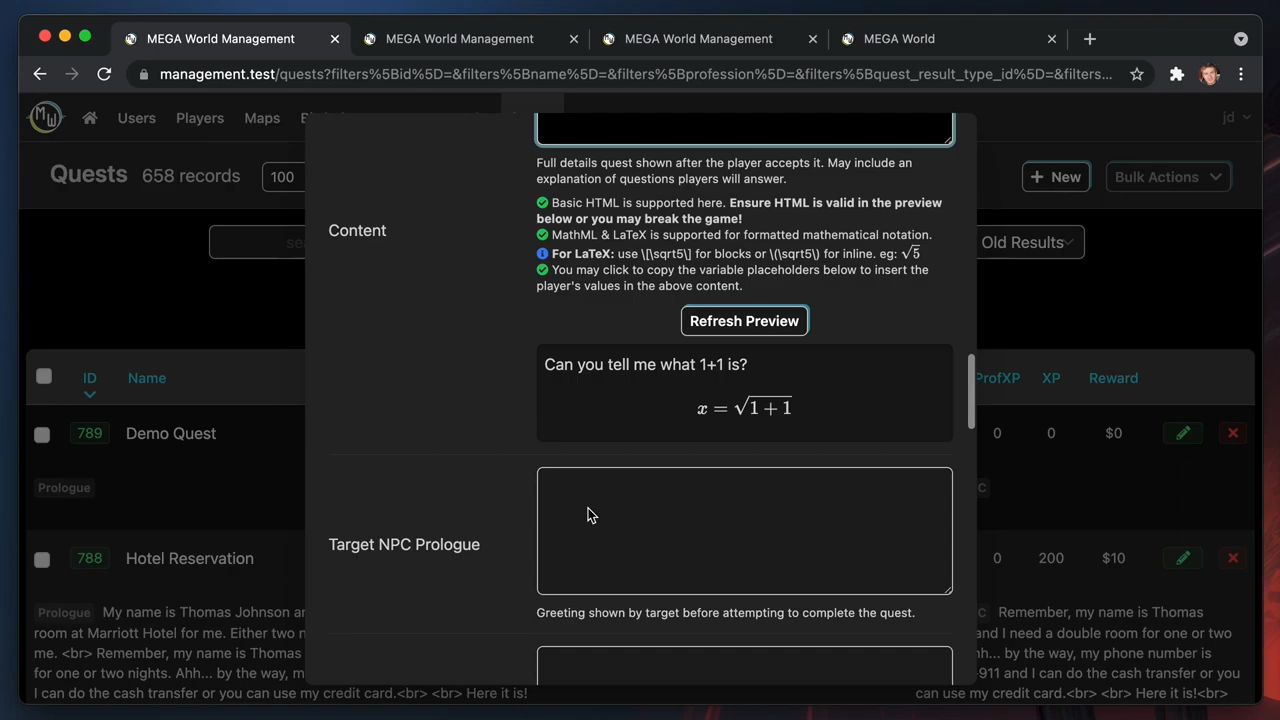 MEGA World Management
MEGA World Management
MEGA World Management
MEGA World
management.test/quests?filters%5Bid%5D=&filters%5Bname%5D=&filters%5Bprofession%5D=&filters%5Bquest_result_type_id%5D=&filters...
MW
Users
Players
Maps
jd
Quests
658 records
100
+ New
Bulk Actions
Old Results
Full details quest shown after the player accepts it. May include an
explanation of questions players will answer.
Content
Basic HTML is supported here. Ensure HTML is valid in the preview
below or you may break the game!
MathML & LaTeX is supported for formatted mathematical notation.
For LaTeX: use \[\sqrt5\] for blocks or \(\sqrt5\) for inline. eg: √5
You may click to copy the variable placeholders below to insert the
player's values in the above content.
Refresh Preview
Can you tell me what 1+1 is?
x = √1 + 1
Target NPC Prologue
Greeting shown by target before attempting to complete the quest.
ID
Name
ProfXP
XP
Reward
789
Demo Quest
0
0
$0
Prologue
788
Hotel Reservation
0
200
$10
Prologue
My name is Thomas Johnson
room at Marriott Hotel for me. Either two
me. <br> Remember, my name is Thomas
for one or two nights. Ahh... by the way,
I can do the cash transfer or you can use my credit card.<br> <br> Here it is!
Remember, my name is Thomas
and I need a double room for one or two
by the way, my phone number is
-911 and I can do the cash transfer or you
can use my credit card.<br> <br> Here it is!<br>